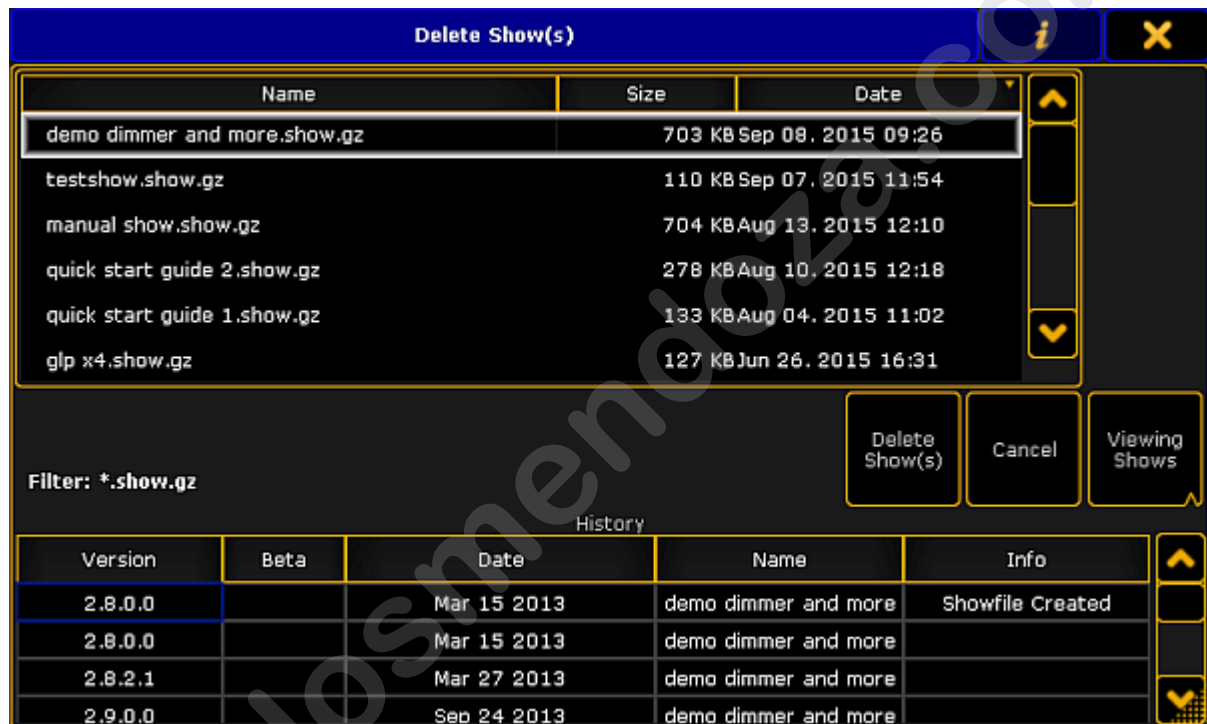 Delete Show(s) i
Name Size Date
demo dimmer and more.show.gz 703 KB Sep 08. 2015 09:26
testshow.show.gz 110 KB Sep 07. 2015 11:54
manual show.show.gz 704 KB Aug 13. 2015 12:10
quick start guide 2.show.gz 278 KB Aug 10. 2015 12:18
quick start guide 1.show.gz 133 KB Aug 04. 2015 11:02
glp x4.show.gz 127 KB Jun 26. 2015 16:31
Delete Show(s)
Cancel
Viewing Shows
Filter: *.show.gz
History
Version Beta Date Name Info
2.8.0.0 Mar 15 2013 demo dimmer and more Showfile Created
2.8.0.0 Mar 15 2013 demo dimmer and more
2.8.2.1 Mar 27 2013 demo dimmer and more
2.9.0.0 Sep 24 2013 demo dimmer and more
losmendoza.co